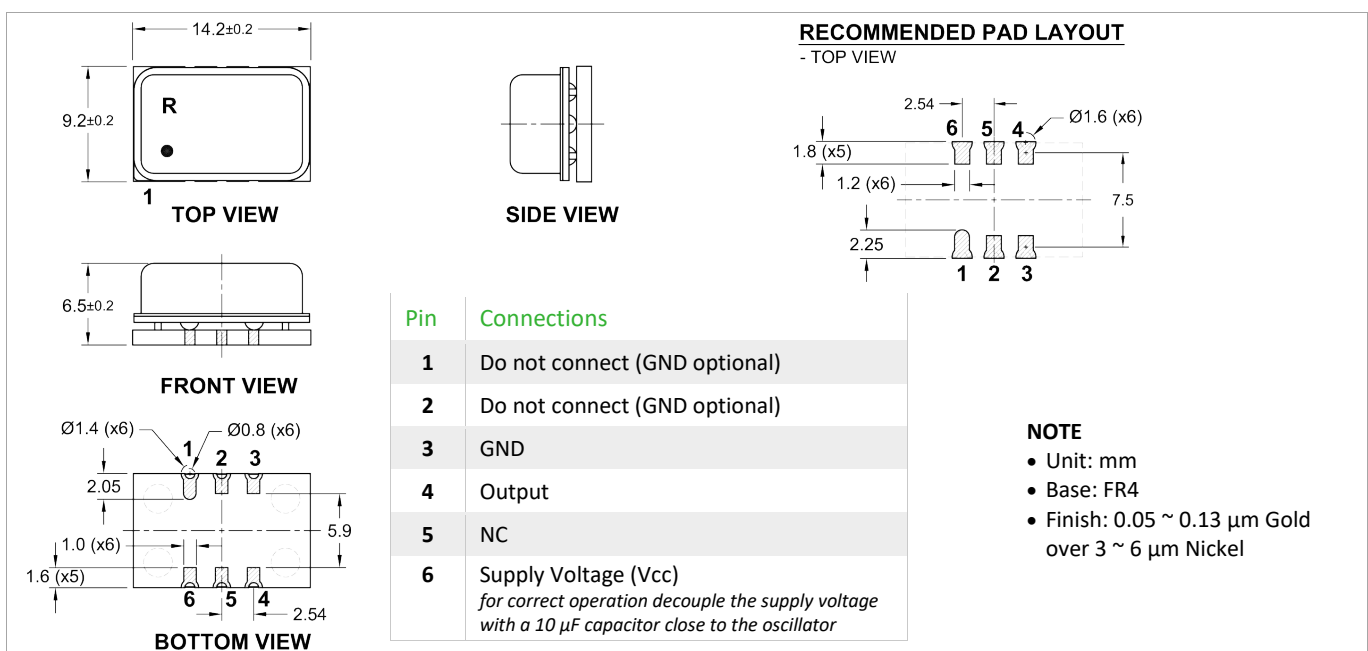 14.2±0.2
9.2±0.2
R
1
TOP VIEW
SIDE VIEW
RECOMMENDED PAD LAYOUT
- TOP VIEW
2.54
6 5 4
Ø1.6 (x6)
1.8 (x5)
1.2 (x6)
7.5
2.25
1 2 3
6.5±0.2
FRONT VIEW
Ø1.4 (x6)
Ø0.8 (x6)
1 2 3
2.05
5.9
1.0 (x6)
1.6 (x5)
6 5 4
2.54
BOTTOM VIEW
Pin Connections
1 Do not connect (GND optional)
2 Do not connect (GND optional)
3 GND
4 Output
5 NC
6 Supply Voltage (Vcc)
for correct operation decouple the supply voltage
with a 10 µF capacitor close to the oscillator
NOTE
• Unit: mm
• Base: FR4
• Finish: 0.05 ~ 0.13 µm Gold
over 3 ~ 6 µm Nickel